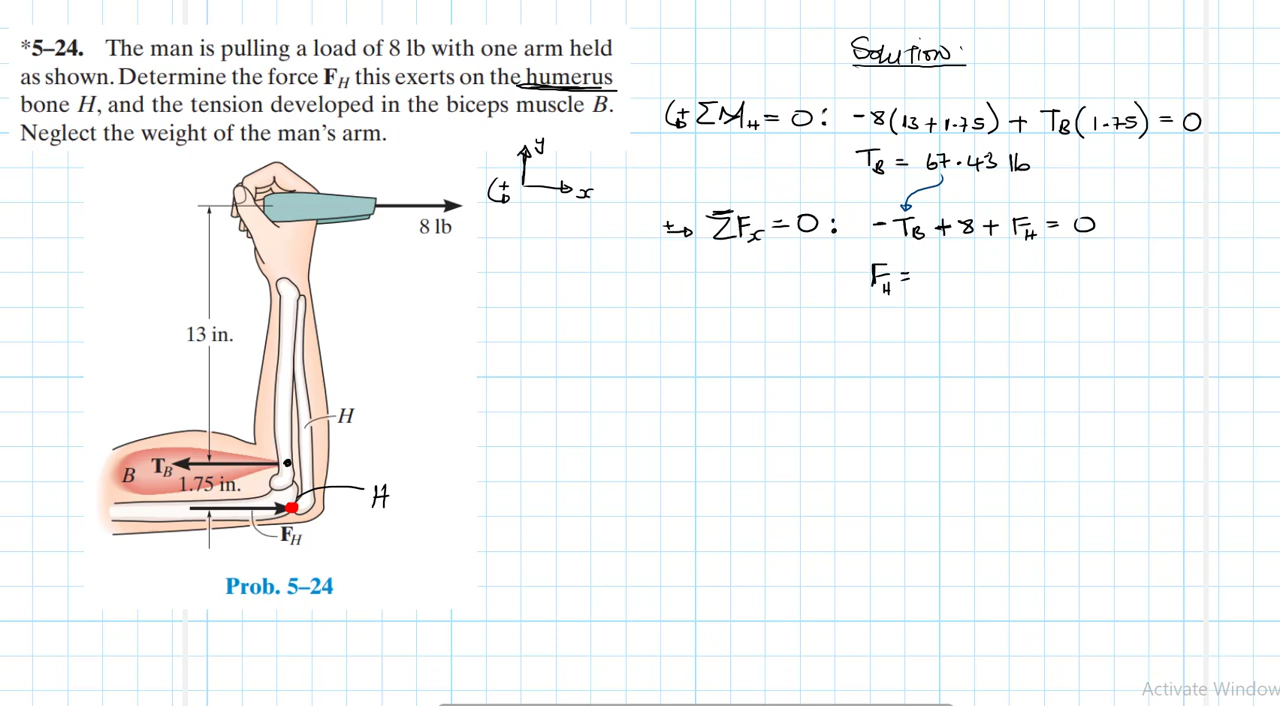 *5–24. The man is pulling a load of 8 lb with one arm held
as shown. Determine the force F_H this exerts on the humerus
bone H, and the tension developed in the biceps muscle B.
Neglect the weight of the man's arm.
y
x
+
8 lb
13 in.
H
B
T_B
1.75 in.
H
F_H
Prob. 5–24
Solution:
+ ΣM_H = 0: -8(13+1.75) + T_B(1.75) = 0
T_B = 67.43 lb
+→ ΣF_x = 0: -T_B + 8 + F_H = 0
F_H =
Activate Window